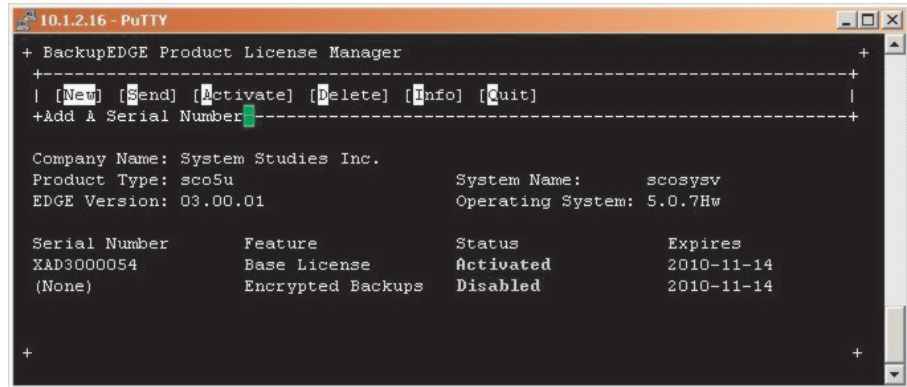 10.1.2.16 - PuTTY
+ BackupEDGE Product License Manager +
+-----------------------------------------------------------------------------+
| [New] [Send] [Activate] [Delete] [Info] [Quit] |
+Add A Serial Number---------------------------------------------------------+
Company Name: System Studies Inc.
Product Type: sco5u System Name: scosysv
EDGE Version: 03.00.01 Operating System: 5.0.7Hw
Serial Number Feature Status Expires
XAD3000054 Base License Activated 2010-11-14
(None) Encrypted Backups Disabled 2010-11-14
+ +